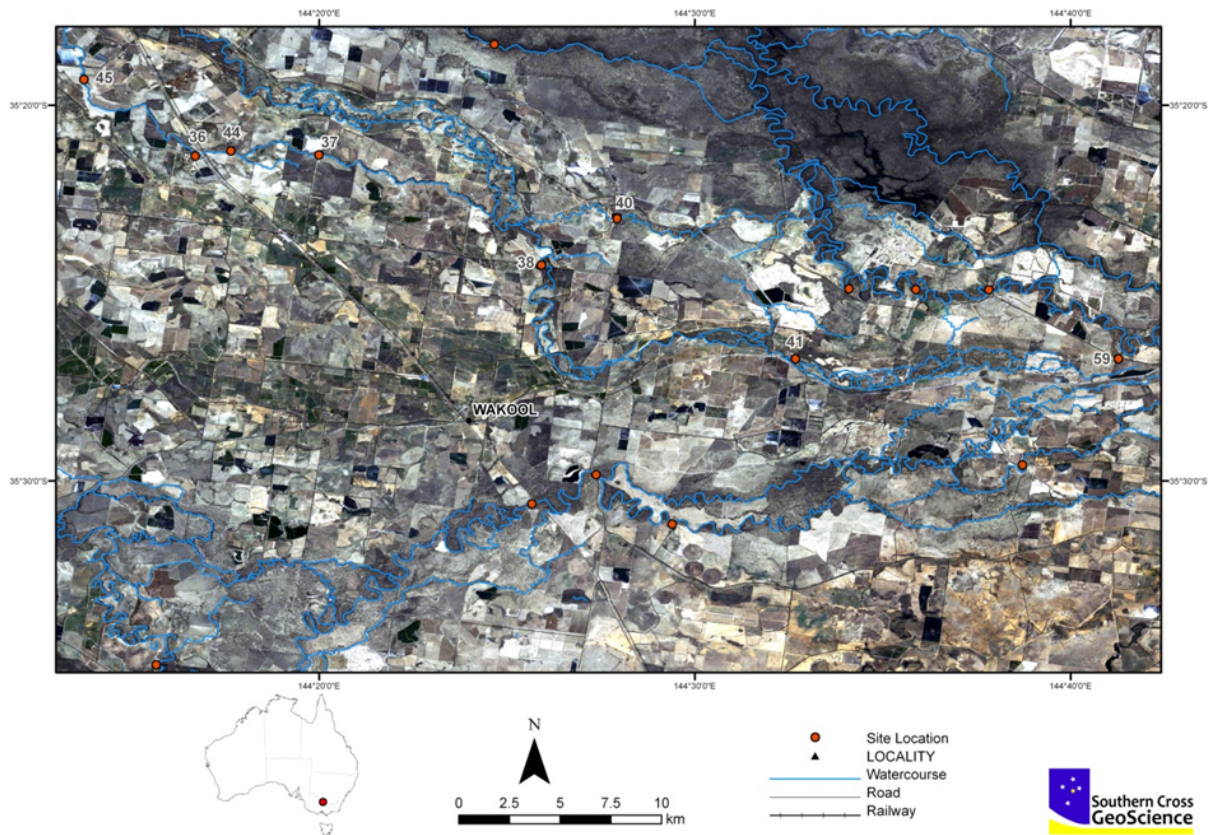 144°20'0"E 144°30'0"E 144°40'0"E
45
35°20'0"S 35°20'0"S
36 44 37
40
38
41 59
WAKOOL
35°30'0"S 35°30'0"S
144°20'0"E 144°30'0"E 144°40'0"E
N
0 2.5 5 7.5 10
km
Site Location
LOCALITY
Watercourse
Road
Railway
Southern Cross
GeoScience